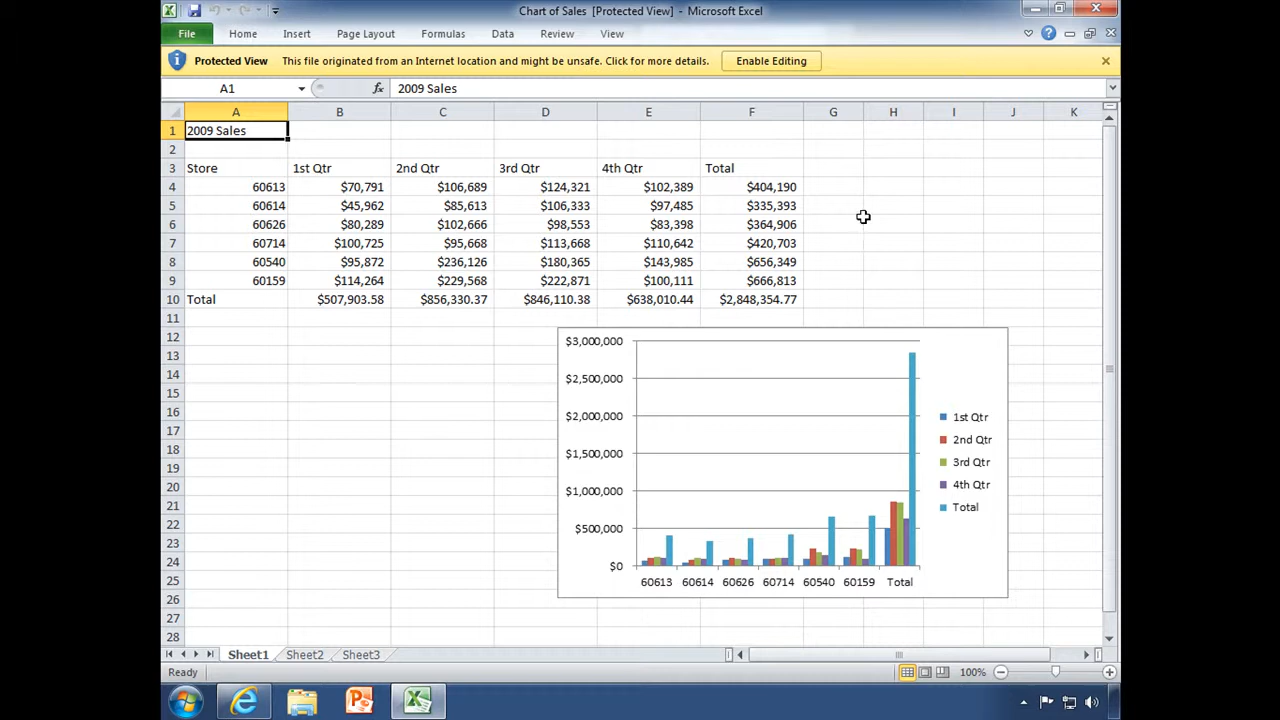 Chart of Sales [Protected View] - Microsoft Excel
File Home Insert Page Layout Formulas Data Review View
Protected View This file originated from an Internet location and might be unsafe. Click for more details. Enable Editing
A1 fx 2009 Sales
A B C D E F G H I J K
1 2009 Sales
2
3 Store 1st Qtr 2nd Qtr 3rd Qtr 4th Qtr Total
4 60613 $70,791 $106,689 $124,321 $102,389 $404,190
5 60614 $45,962 $85,613 $106,333 $97,485 $335,393
6 60626 $80,289 $102,666 $98,553 $83,398 $364,906
7 60714 $100,725 $95,668 $113,668 $110,642 $420,703
8 60540 $95,872 $236,126 $180,365 $143,985 $656,349
9 60159 $114,264 $229,568 $222,871 $100,111 $666,813
10 Total $507,903.58 $856,330.37 $846,110.38 $638,010.44 $2,848,354.77
11
12
13
14
15
16
17
18
19
20
21
22
23
24
25
26
27
28
$3,000,000
$2,500,000
$2,000,000
$1,500,000
$1,000,000
$500,000
$0
60613 60614 60626 60714 60540 60159 Total
1st Qtr
2nd Qtr
3rd Qtr
4th Qtr
Total
Sheet1 Sheet2 Sheet3
Ready 100%